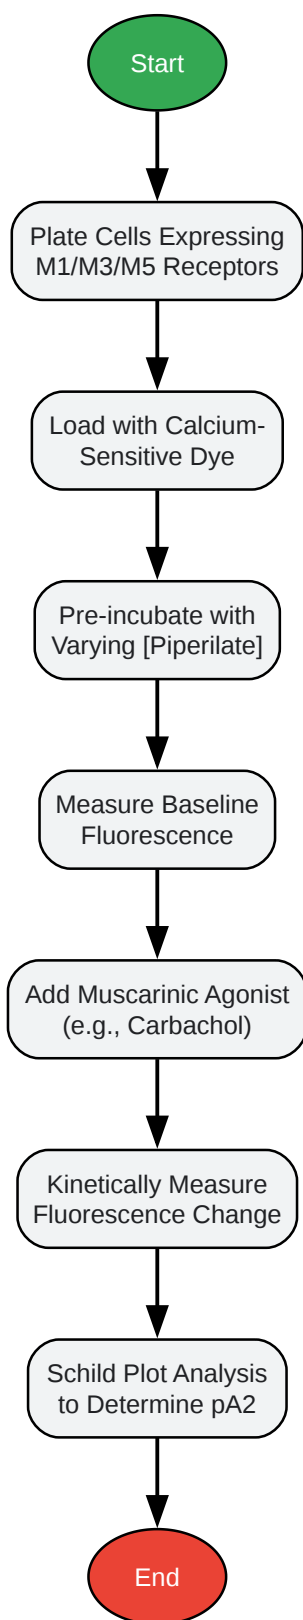 Start
Plate Cells Expressing
M1/M3/M5 Receptors
Load with Calcium-
Sensitive Dye
Pre-incubate with
Varying [Piperilate]
Measure Baseline
Fluorescence
Add Muscarinic Agonist
(e.g., Carbachol)
Kinetically Measure
Fluorescence Change
Schild Plot Analysis
to Determine pA2
End